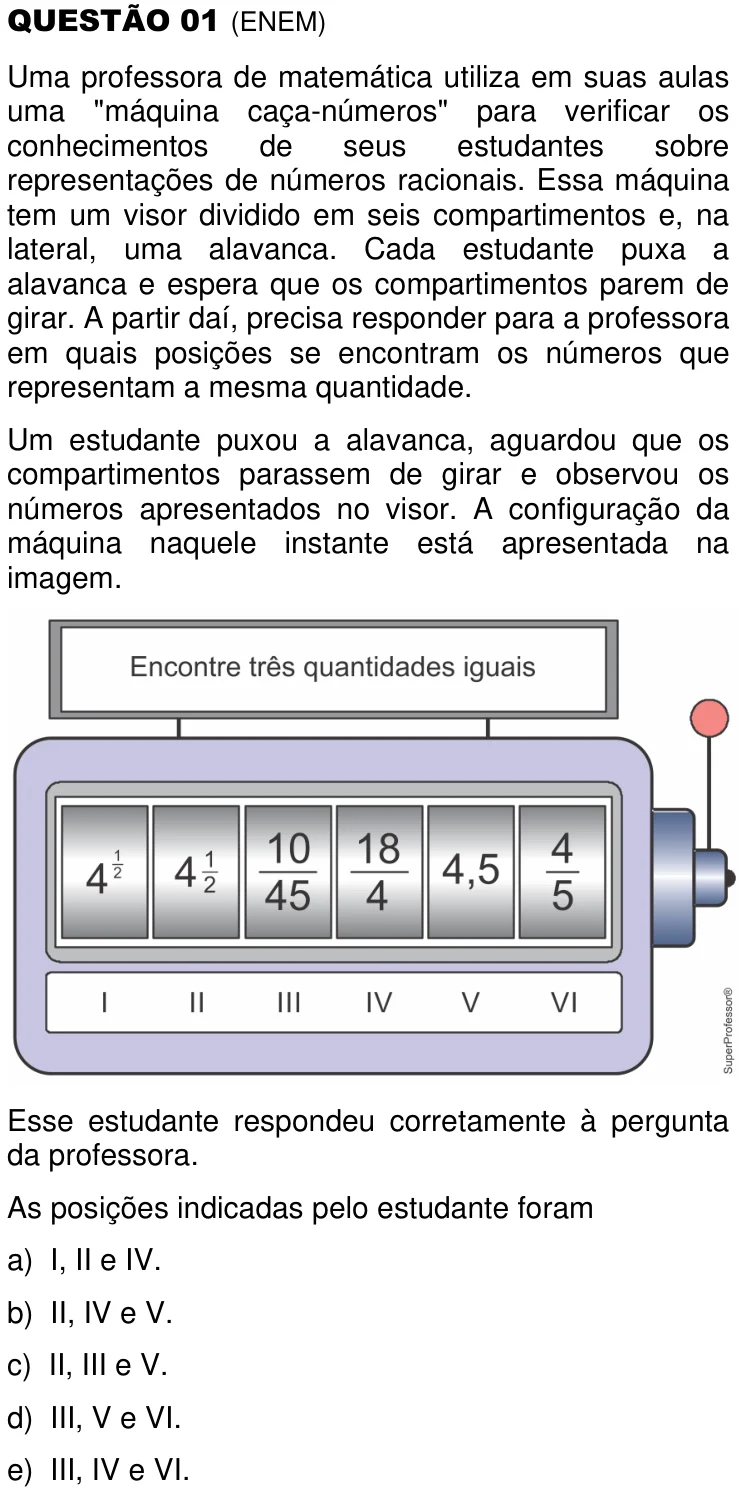 QUESTÃO 01 (ENEM)
Uma professora de matemática utiliza em suas aulas
uma "máquina caça-números" para verificar os
conhecimentos de seus estudantes sobre
representações de números racionais. Essa máquina
tem um visor dividido em seis compartimentos e, na
lateral, uma alavanca. Cada estudante puxa a
alavanca e espera que os compartimentos parem de
girar. A partir daí, precisa responder para a professora
em quais posições se encontram os números que
representam a mesma quantidade.
Um estudante puxou a alavanca, aguardou que os
compartimentos parassem de girar e observou os
números apresentados no visor. A configuração da
máquina naquele instante está apresentada na
imagem.
Encontre três quantidades iguais
4^(1/2) 4 1/2 10/45 18/4 4,5 4/5
I II III IV V VI
SuperProfessor®
Esse estudante respondeu corretamente à pergunta
da professora.
As posições indicadas pelo estudante foram
a) I, II e IV.
b) II, IV e V.
c) II, III e V.
d) III, V e VI.
e) III, IV e VI.